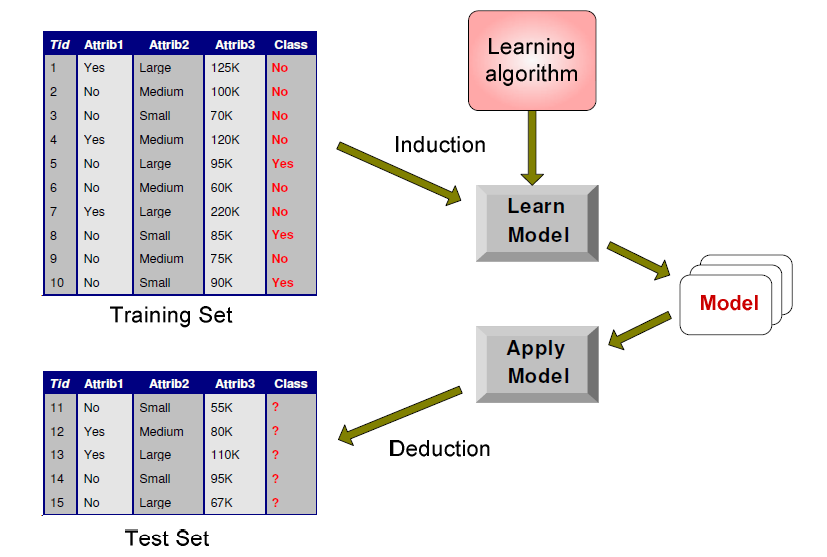 Tid Attrib1 Attrib2 Attrib3 Class
1 Yes Large 125K No
2 No Medium 100K No
3 No Small 70K No
4 Yes Medium 120K No
5 No Large 95K Yes
6 No Medium 60K No
7 Yes Large 220K No
8 No Small 85K Yes
9 No Medium 75K No
10 No Small 90K Yes
Training Set
Learning
algorithm
Induction
Learn
Model
Model
Apply
Model
Deduction
Tid Attrib1 Attrib2 Attrib3 Class
11 No Small 55K ?
12 Yes Medium 80K ?
13 Yes Large 110K ?
14 No Small 95K ?
15 No Large 67K ?
Test Set